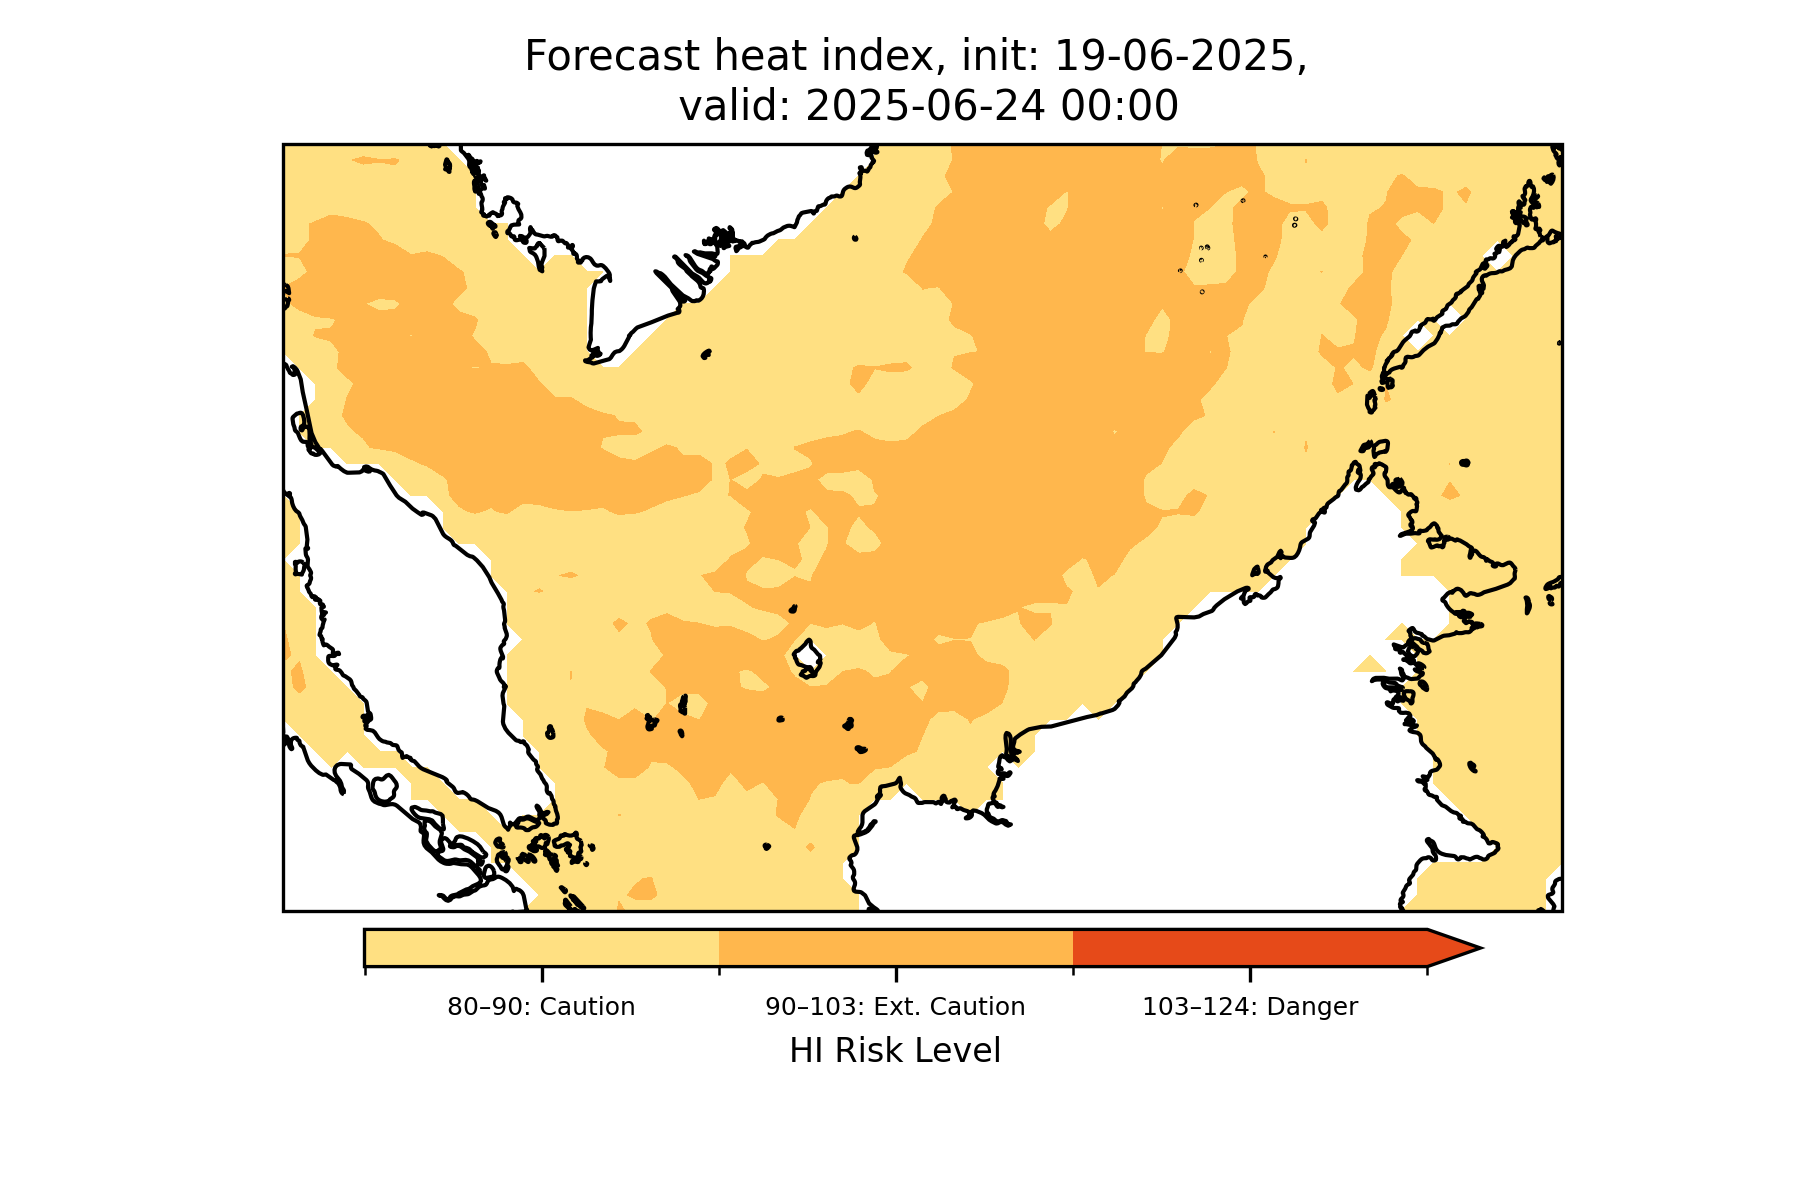 Forecast heat index, init: 19-06-2025,
valid: 2025-06-24 00:00
80–90: Caution
90–103: Ext. Caution
103–124: Danger
HI Risk Level